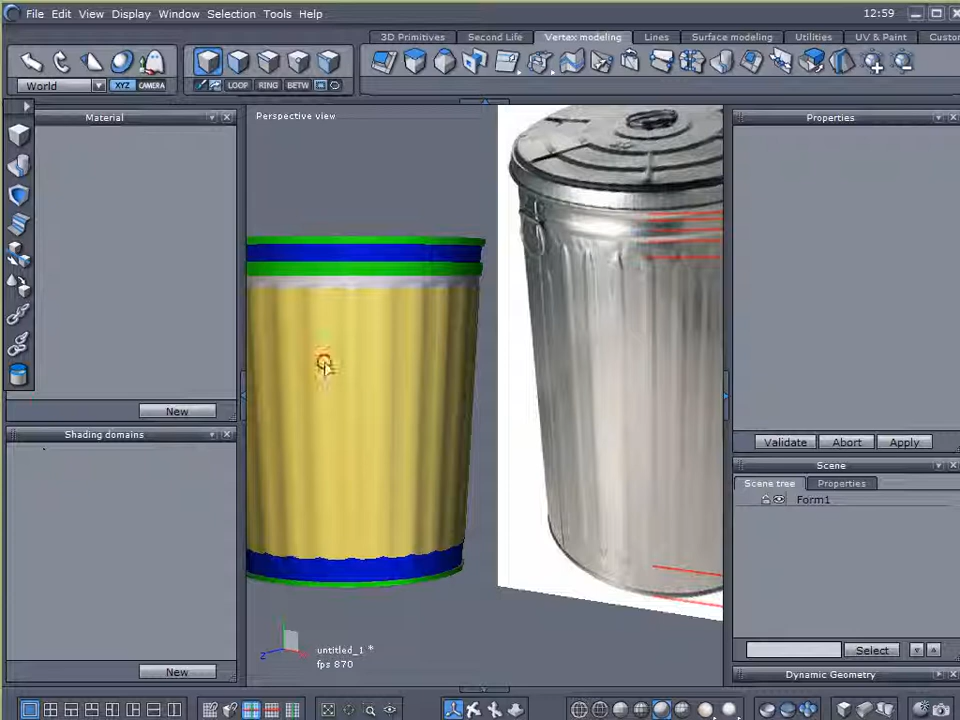 File Edit View Display Window Selection Tools Help 12:59
3D Primitives Second Life Vertex modeling Lines Surface modeling Utilities UV & Paint Custo
World XYZ CAMERA LOOP RING BETW
Material Perspective view Properties
New Validate Abort Apply
Shading domains Scene
Scene tree Properties
Form1
untitled_1 *
Select
fps 870
New Dynamic Geometry
Z